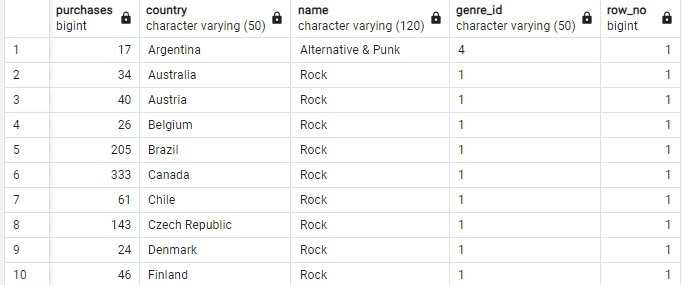 purchases country name genre_id row_no
bigint character varying (50) character varying (120) character varying (50) bigint
1 17 Argentina Alternative & Punk 4 1
2 34 Australia Rock 1 1
3 40 Austria Rock 1 1
4 26 Belgium Rock 1 1
5 205 Brazil Rock 1 1
6 333 Canada Rock 1 1
7 61 Chile Rock 1 1
8 143 Czech Republic Rock 1 1
9 24 Denmark Rock 1 1
10 46 Finland Rock 1 1